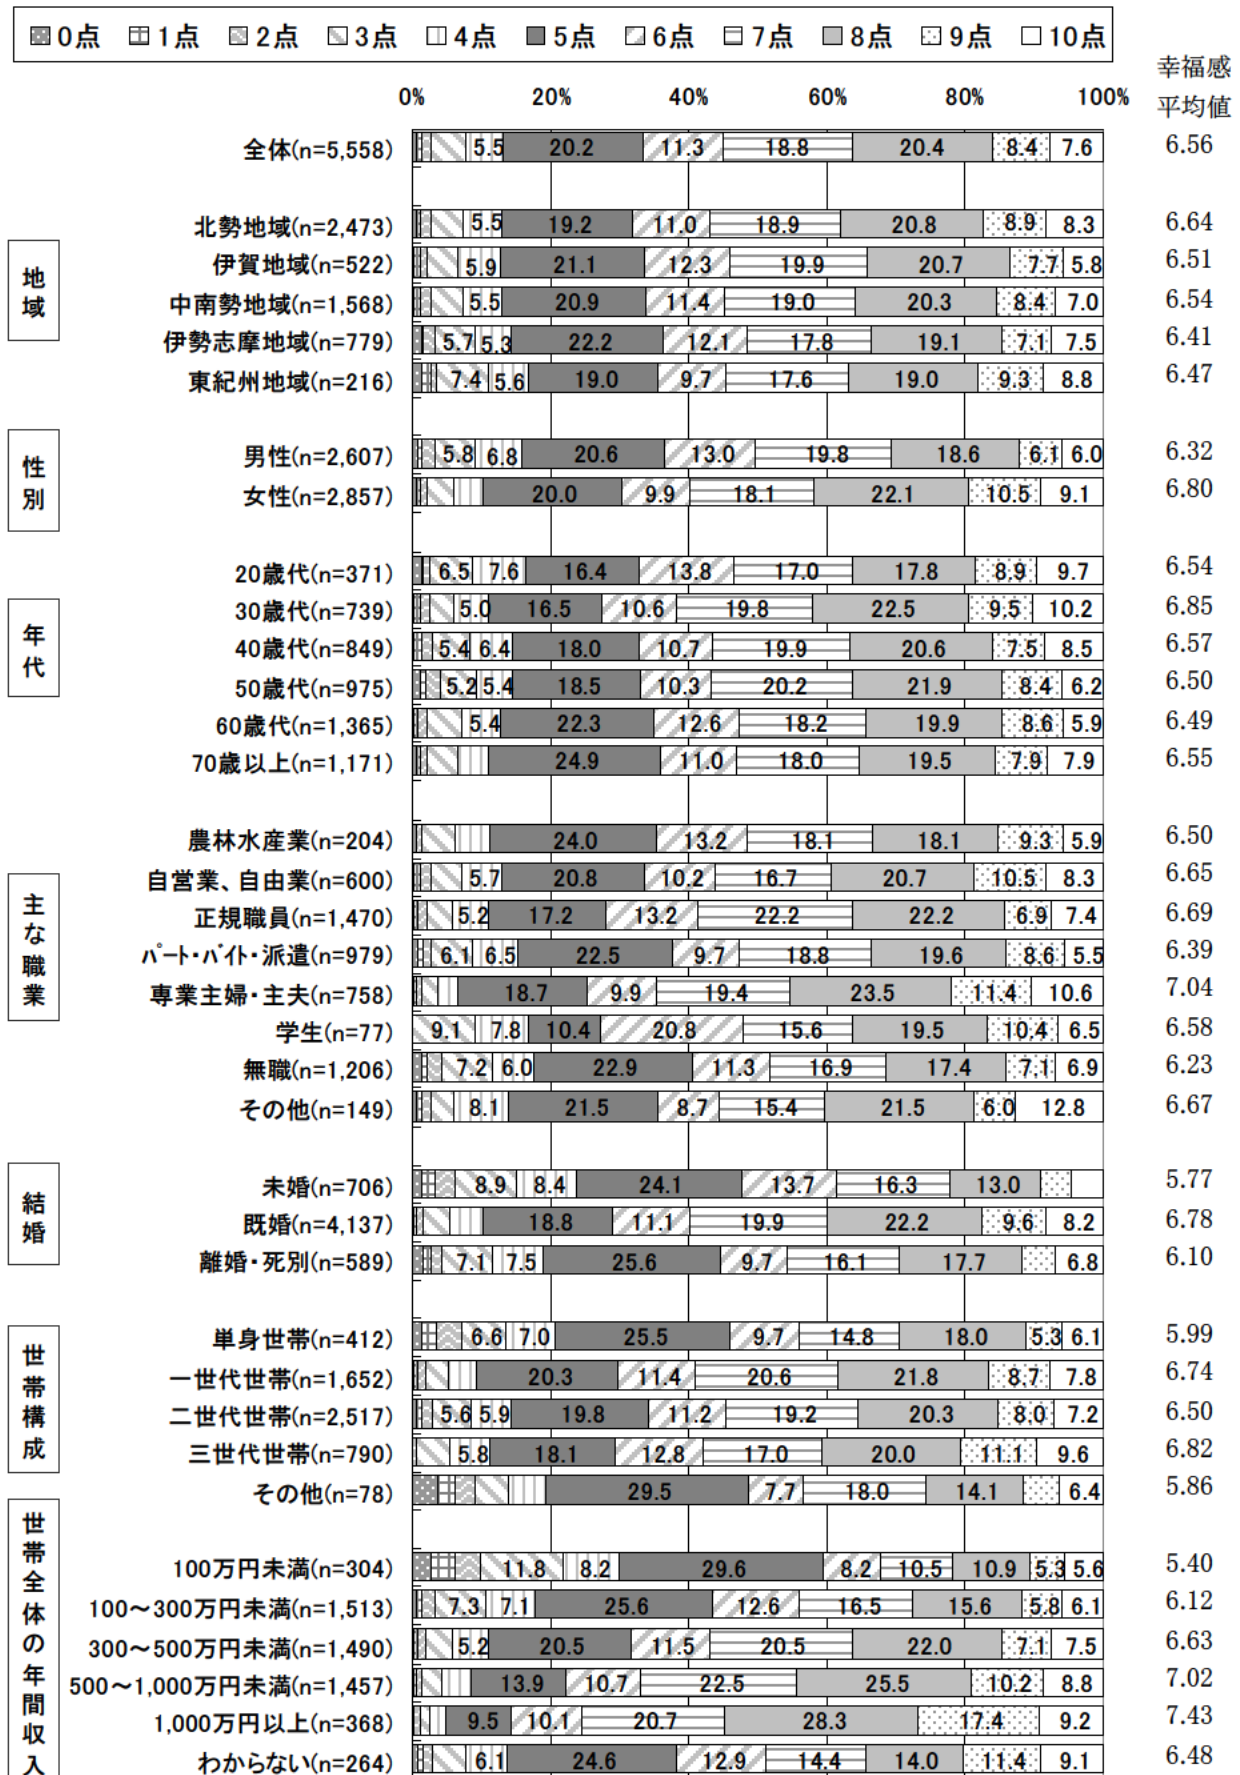 0点 1点 2点 3点 4点 5点 6点 7点 8点 9点 10点
幸福感
平均値
0% 20% 40% 60% 80% 100%
全体(n=5,558) 5.5 20.2 11.3 18.8 20.4 8.4 7.6 6.56
地域
北勢地域(n=2,473) 5.5 19.2 11.0 18.9 20.8 8.9 8.3 6.64
伊賀地域(n=522) 5.9 21.1 12.3 19.9 20.7 7.7 5.8 6.51
中南勢地域(n=1,568) 5.5 20.9 11.4 19.0 20.3 8.4 7.0 6.54
伊勢志摩地域(n=779) 5.7 5.3 22.2 12.1 17.8 19.1 7.1 7.5 6.41
東紀州地域(n=216) 7.4 5.6 19.0 9.7 17.6 19.0 9.3 8.8 6.47
性別
男性(n=2,607) 5.8 6.8 20.6 13.0 19.8 18.6 6.1 6.0 6.32
女性(n=2,857) 20.0 9.9 18.1 22.1 10.5 9.1 6.80
年代
20歳代(n=371) 6.5 7.6 16.4 13.8 17.0 17.8 8.9 9.7 6.54
30歳代(n=739) 5.0 16.5 10.6 19.8 22.5 9.5 10.2 6.85
40歳代(n=849) 5.4 6.4 18.0 10.7 19.9 20.6 7.5 8.5 6.57
50歳代(n=975) 5.2 5.4 18.5 10.3 20.2 21.9 8.4 6.2 6.50
60歳代(n=1,365) 5.4 22.3 12.6 18.2 19.9 8.6 5.9 6.49
70歳以上(n=1,171) 24.9 11.0 18.0 19.5 7.9 7.9 6.55
主な職業
農林水産業(n=204) 24.0 13.2 18.1 18.1 9.3 5.9 6.50
自営業、自由業(n=600) 5.7 20.8 10.2 16.7 20.7 10.5 8.3 6.65
正規職員(n=1,470) 5.2 17.2 13.2 22.2 22.2 6.9 7.4 6.69
ﾊﾟｰﾄ・ﾊﾞｲﾄ・派遣(n=979) 6.1 6.5 22.5 9.7 18.8 19.6 8.6 5.5 6.39
専業主婦・主夫(n=758) 18.7 9.9 19.4 23.5 11.4 10.6 7.04
学生(n=77) 9.1 7.8 10.4 20.8 15.6 19.5 10.4 6.5 6.58
無職(n=1,206) 7.2 6.0 22.9 11.3 16.9 17.4 7.1 6.9 6.23
その他(n=149) 8.1 21.5 8.7 15.4 21.5 6.0 12.8 6.67
結婚
未婚(n=706) 8.9 8.4 24.1 13.7 16.3 13.0 5.77
既婚(n=4,137) 18.8 11.1 19.9 22.2 9.6 8.2 6.78
離婚・死別(n=589) 7.1 7.5 25.6 9.7 16.1 17.7 6.8 6.10
世帯構成
単身世帯(n=412) 6.6 7.0 25.5 9.7 14.8 18.0 5.3 6.1 5.99
一世代世帯(n=1,652) 20.3 11.4 20.6 21.8 8.7 7.8 6.74
二世代世帯(n=2,517) 5.6 5.9 19.8 11.2 19.2 20.3 8.0 7.2 6.50
三世代世帯(n=790) 5.8 18.1 12.8 17.0 20.0 11.1 9.6 6.82
その他(n=78) 29.5 7.7 18.0 14.1 6.4 5.86
世帯全体の年間収入
100万円未満(n=304) 11.8 8.2 29.6 8.2 10.5 10.9 5.3 5.6 5.40
100～300万円未満(n=1,513) 7.3 7.1 25.6 12.6 16.5 15.6 5.8 6.1 6.12
300～500万円未満(n=1,490) 5.2 20.5 11.5 20.5 22.0 7.1 7.5 6.63
500～1,000万円未満(n=1,457) 13.9 10.7 22.5 25.5 10.2 8.8 7.02
1,000万円以上(n=368) 9.5 10.1 20.7 28.3 17.4 9.2 7.43
わからない(n=264) 6.1 24.6 12.9 14.4 14.0 11.4 9.1 6.48